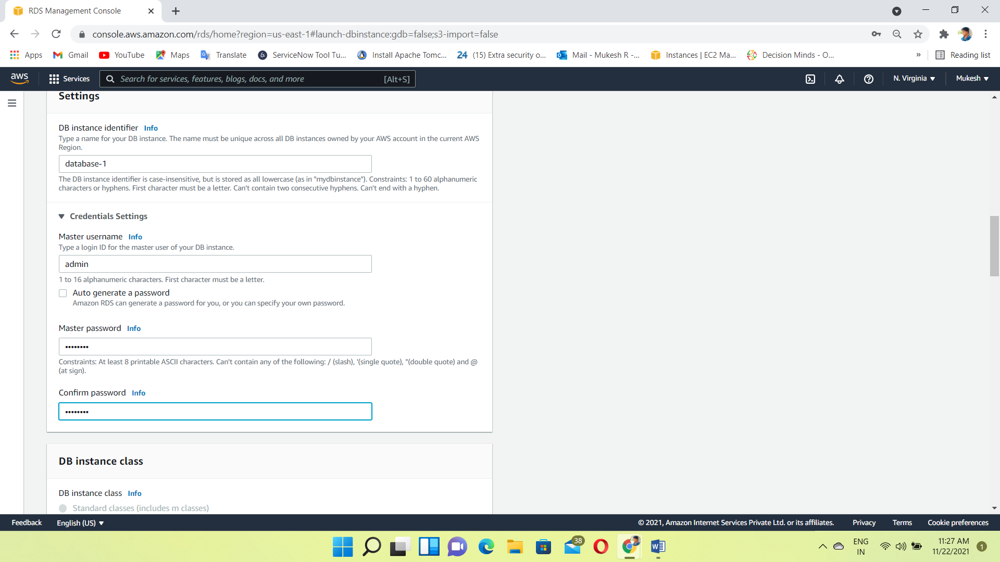 RDS Management Console
console.aws.amazon.com/rds/home?region=us-east-1#launch-dbinstance:gdb=false;s3-import=false
Apps Gmail YouTube Maps Translate ServiceNow Tool Tu... Install Apache Tomc... 24 (15) Extra security o... Mail - Mukesh R -... Instances | EC2 Ma... Decision Minds - O... » Reading list
aws Services Search for services, features, blogs, docs, and more [Alt+S] N. Virginia Mukesh
Settings
DB instance identifier Info
Type a name for your DB instance. The name must be unique across all DB instances owned by your AWS account in the current AWS
Region.
database-1
The DB instance identifier is case-insensitive, but is stored as all lowercase (as in "mydbinstance"). Constraints: 1 to 60 alphanumeric
characters or hyphens. First character must be a letter. Can't contain two consecutive hyphens. Can't end with a hyphen.
Credentials Settings
Master username Info
Type a login ID for the master user of your DB instance.
admin
1 to 16 alphanumeric characters. First character must be a letter.
Auto generate a password
Amazon RDS can generate a password for you, or you can specify your own password.
Master password Info
••••••••
Constraints: At least 8 printable ASCII characters. Can't contain any of the following: / (slash), '(single quote), "(double quote) and @
(at sign).
Confirm password Info
••••••••
DB instance class
DB instance class Info
Standard classes (includes m classes)
Feedback English (US) © 2021, Amazon Internet Services Private Ltd. or its affiliates. Privacy Terms Cookie preferences
38
ENG
IN
11:27 AM
11/22/2021
1